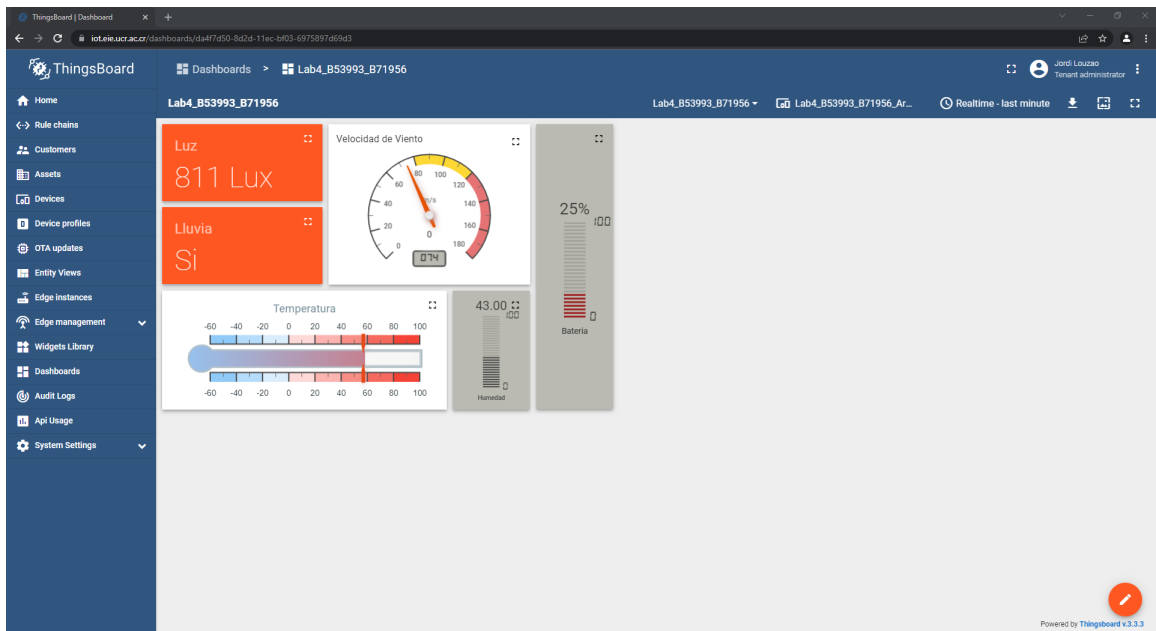 ThingsBoard | Dashboard
iot.eie.ucr.ac.cr/dashboards/da4f7d50-8d2d-11ec-bf03-6975897d69d3
ThingsBoard
Dashboards > Lab4_B53993_B71956
Jordi Louzao
Tenant administrator
Lab4_B53993_B71956
Lab4_B53993_B71956
Lab4_B53993_B71956_Ar...
Realtime - last minute
Home
Rule chains
Customers
Assets
Devices
Device profiles
OTA updates
Entity Views
Edge instances
Edge management
Widgets Library
Dashboards
Audit Logs
Api Usage
System Settings
Luz
811 Lux
Lluvia
Si
Velocidad de Viento
0 20 40 60 80 100 120 140 160 180
m/s
0
074
Temperatura
-60 -40 -20 0 20 40 60 80 100
-60 -40 -20 0 20 40 60 80 100
43.00
100
0
Humedad
25%
100
0
Bateria
Powered by Thingsboard v.3.3.3